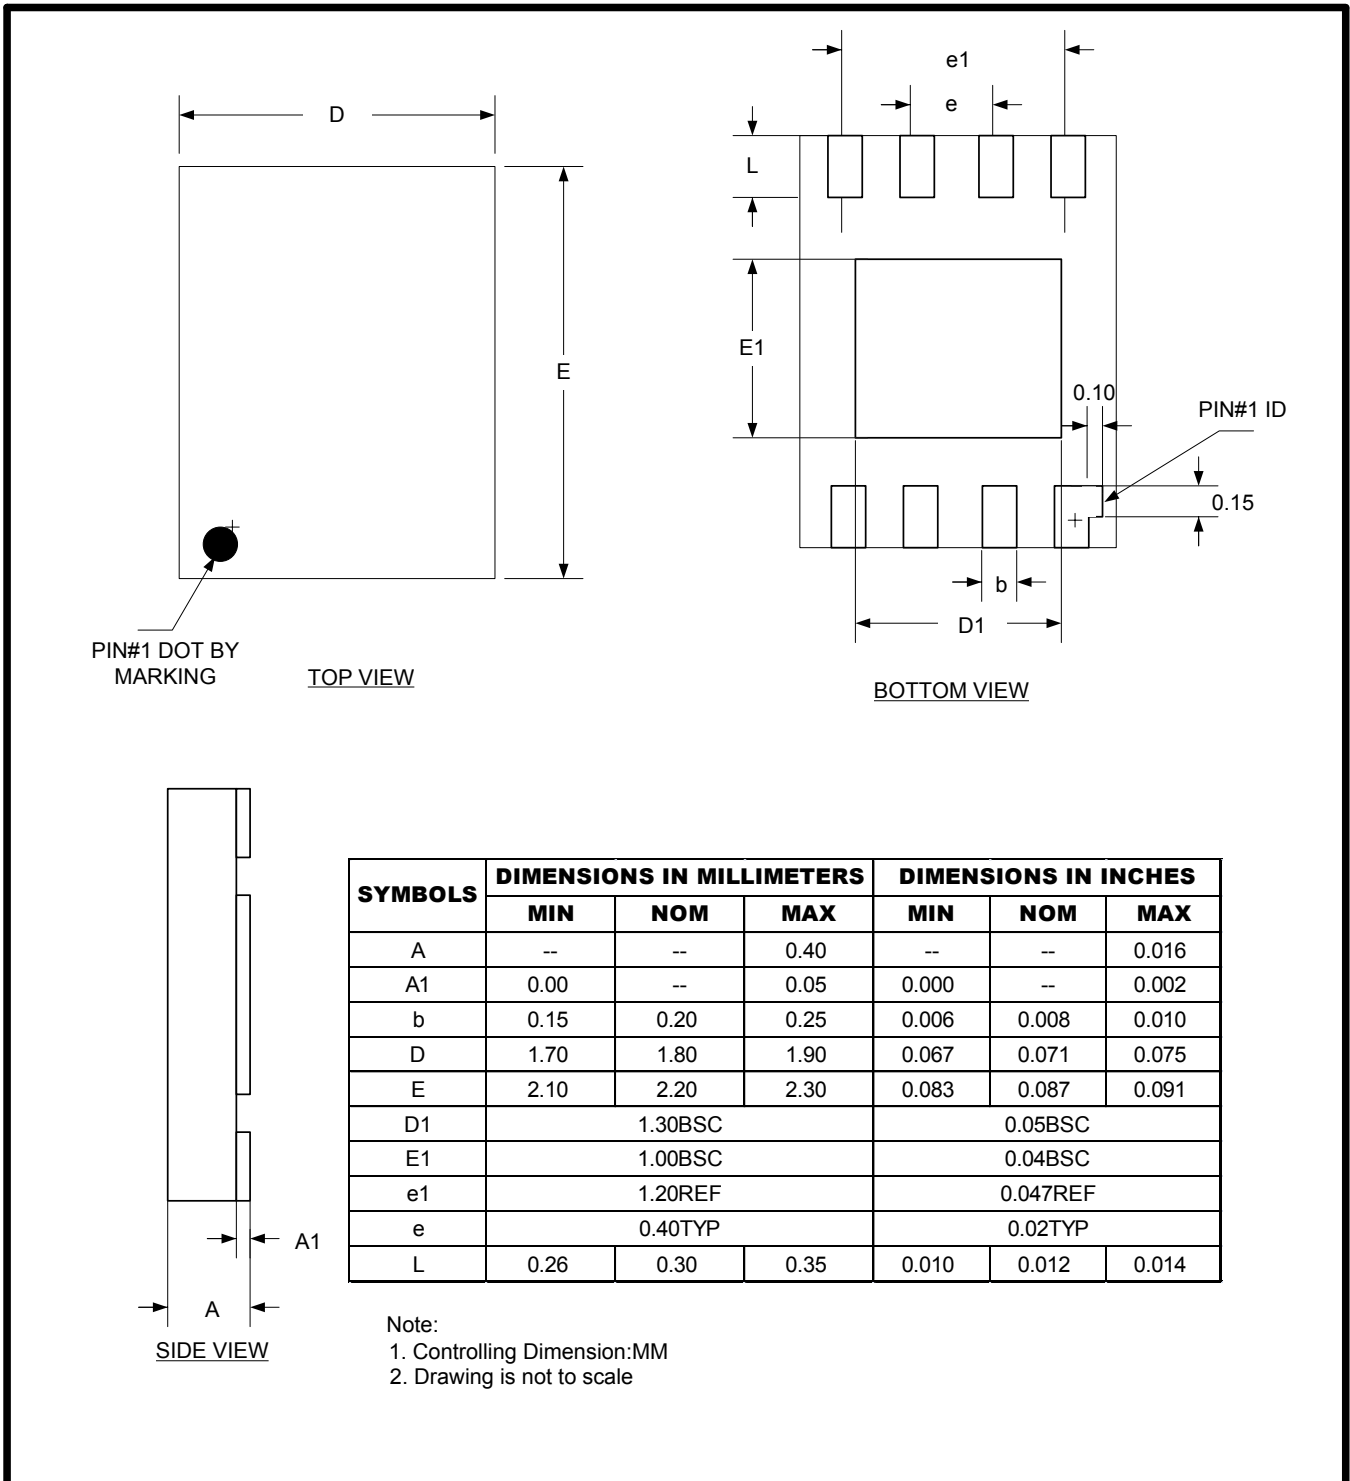 e1
e
D
L
E1
E
0.10
PIN#1 ID
0.15
b
D1
PIN#1 DOT BY
MARKING
TOP VIEW
BOTTOM VIEW
A1
A
SIDE VIEW
SYMBOLS DIMENSIONS IN MILLIMETERS DIMENSIONS IN INCHES
MIN NOM MAX MIN NOM MAX
A -- -- 0.40 -- -- 0.016
A1 0.00 -- 0.05 0.000 -- 0.002
b 0.15 0.20 0.25 0.006 0.008 0.010
D 1.70 1.80 1.90 0.067 0.071 0.075
E 2.10 2.20 2.30 0.083 0.087 0.091
D1 1.30BSC 0.05BSC
E1 1.00BSC 0.04BSC
e1 1.20REF 0.047REF
e 0.40TYP 0.02TYP
L 0.26 0.30 0.35 0.010 0.012 0.014
Note:
1. Controlling Dimension:MM
2. Drawing is not to scale